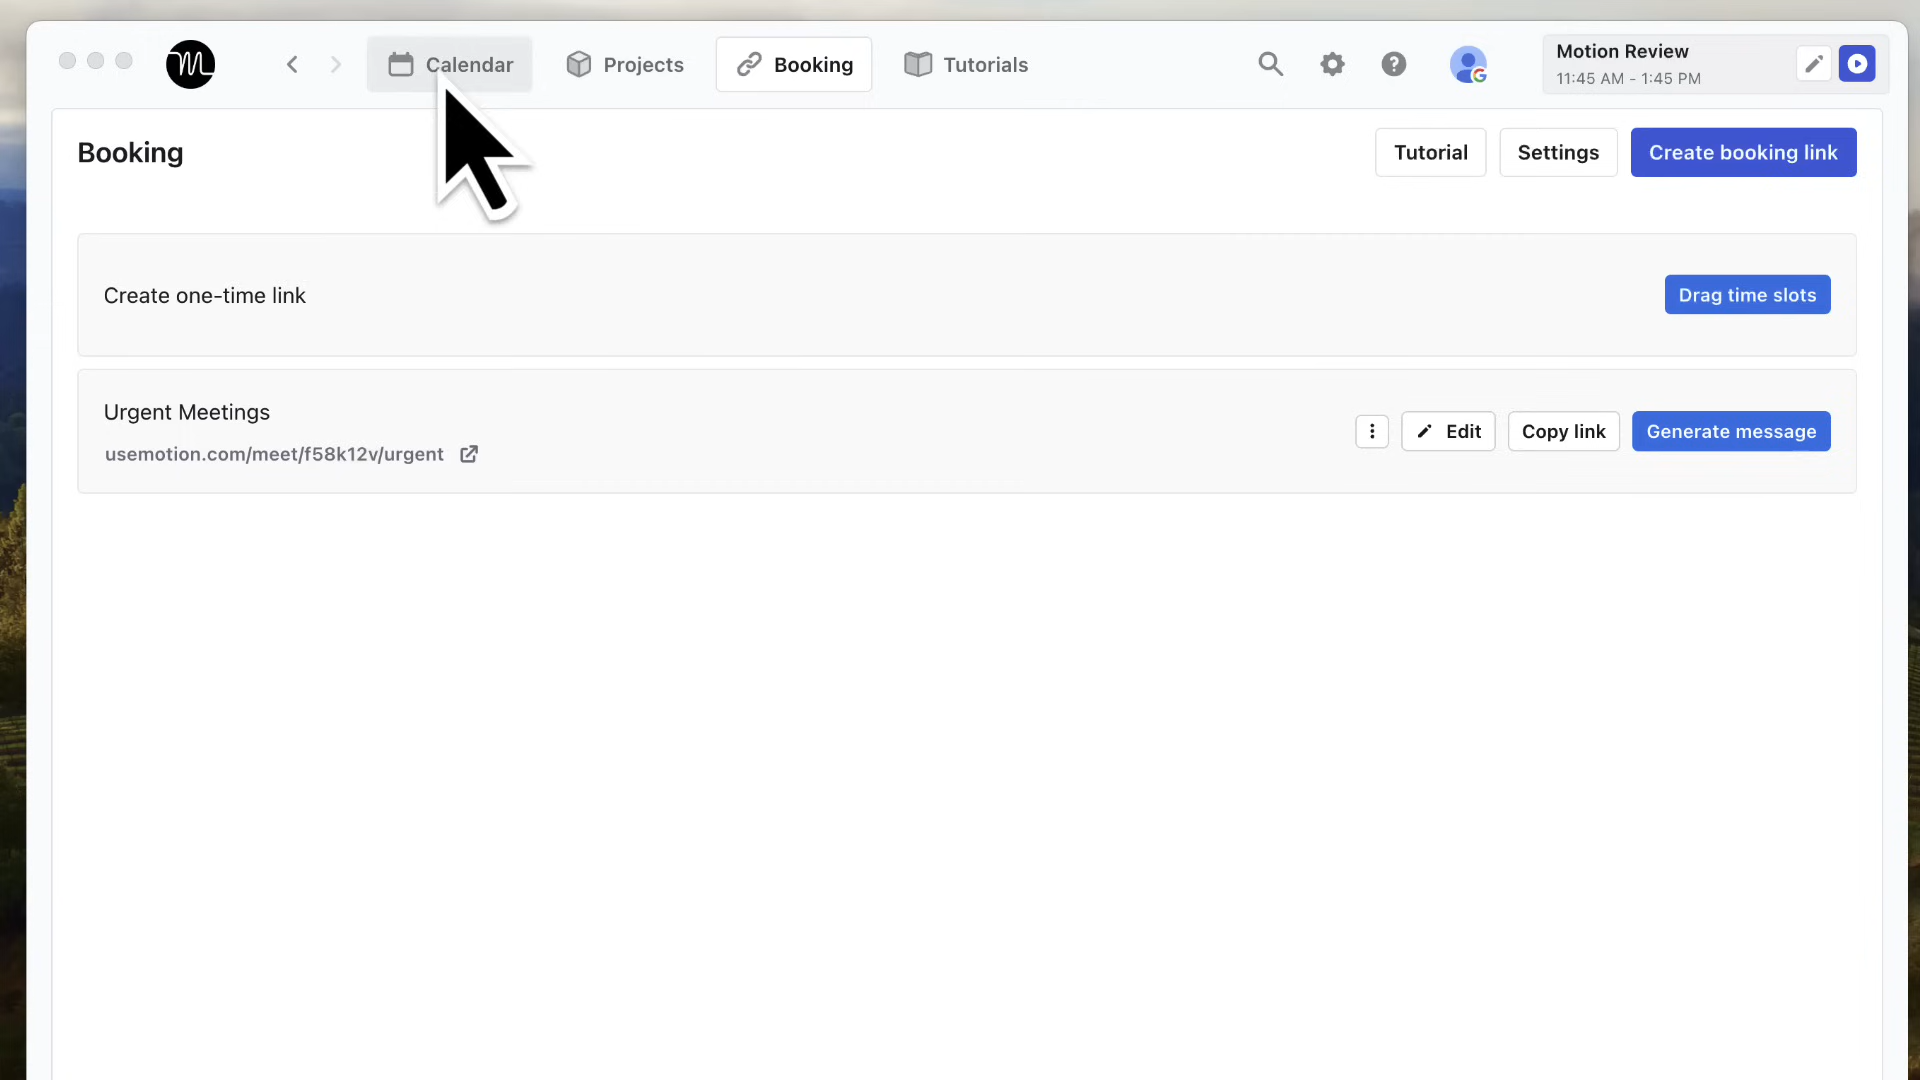 Calendar
Projects
Booking
Tutorials
Motion Review
11:45 AM - 1:45 PM
Booking
Tutorial
Settings
Create booking link
Create one-time link
Drag time slots
Urgent Meetings
usemotion.com/meet/f58k12v/urgent
Edit
Copy link
Generate message